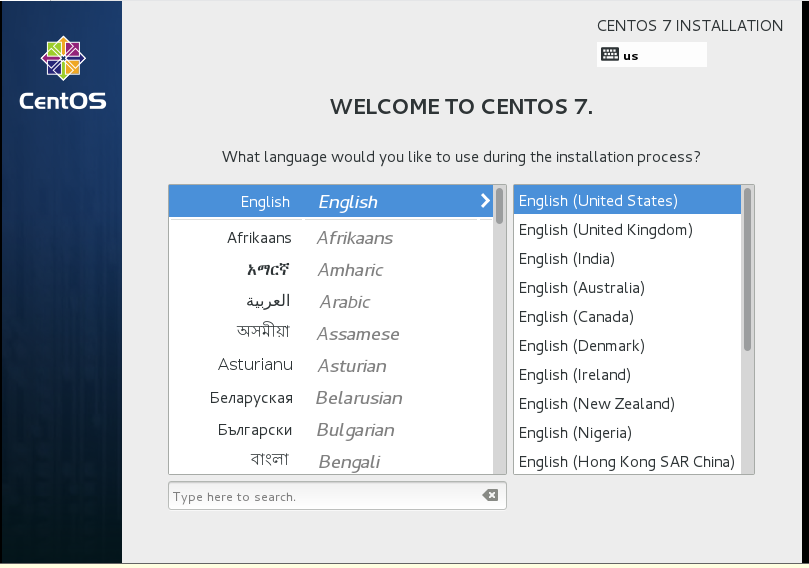 CentOS
CENTOS 7 INSTALLATION
us
WELCOME TO CENTOS 7.
What language would you like to use during the installation process?
English English
Afrikaans Afrikaans
አማርኛ Amharic
العربية Arabic
অসমীয়া Assamese
Asturianu Asturian
Беларуская Belarusian
Български Bulgarian
বাংলা Bengali
Type here to search.
English (United States)
English (United Kingdom)
English (India)
English (Australia)
English (Canada)
English (Denmark)
English (Ireland)
English (New Zealand)
English (Nigeria)
English (Hong Kong SAR China)